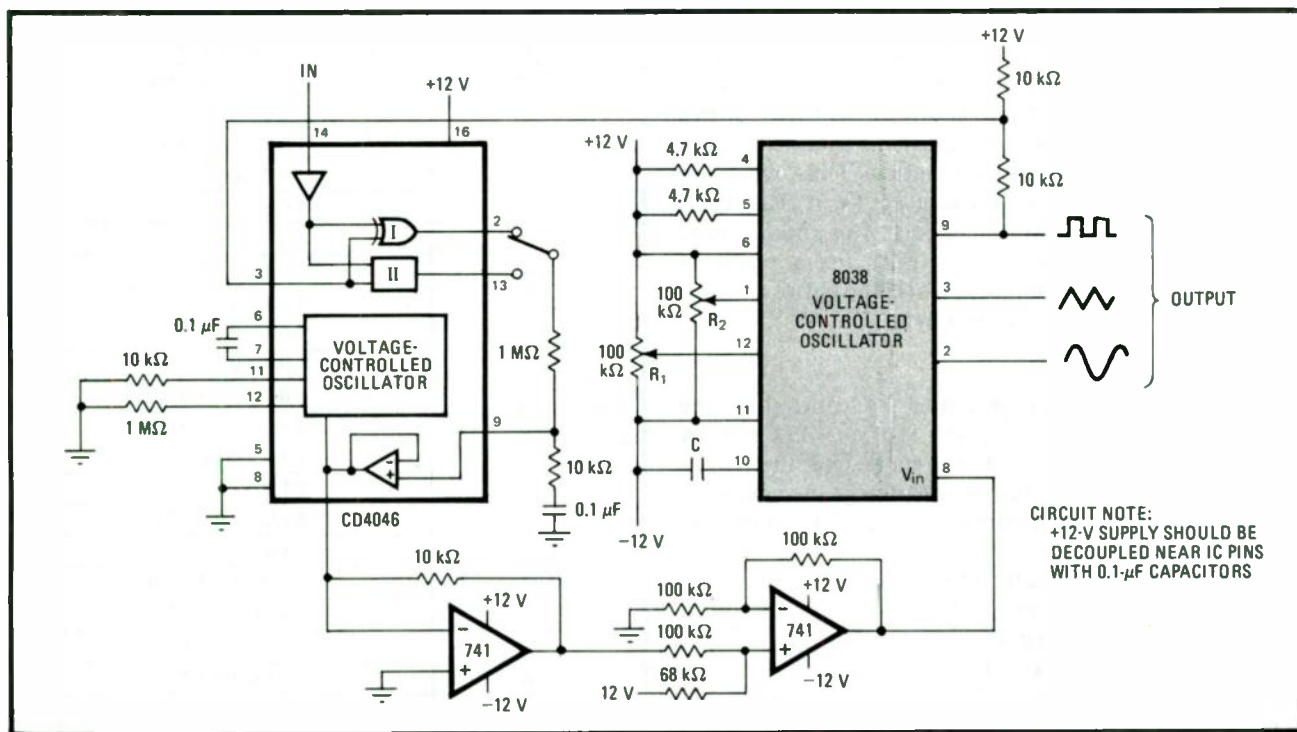 +12 V
10 kΩ
IN
+12 V
14
16
+12 V
4.7 kΩ
4
10 kΩ
4.7 kΩ
5
9
I
2
6
3
II
13
8038
VOLTAGE-
CONTROLLED
OSCILLATOR
3
OUTPUT
100
kΩ
R2
1
0.1 μF
6
7
VOLTAGE-
CONTROLLED
OSCILLATOR
1 MΩ
100
kΩ
R1
12
2
10 kΩ
11
12
1 MΩ
9
11
5
8
-
+
10 kΩ
C
10
Vin
8
CD4046
0.1 μF
−12 V
CIRCUIT NOTE:
+12-V SUPPLY SHOULD BE
DECOUPLED NEAR IC PINS
WITH 0.1-μF CAPACITORS
10 kΩ
100 kΩ
+12 V
100 kΩ
+12 V
−
741
+
100 kΩ
−
741
+
68 kΩ
−12 V
12 V
−12 V